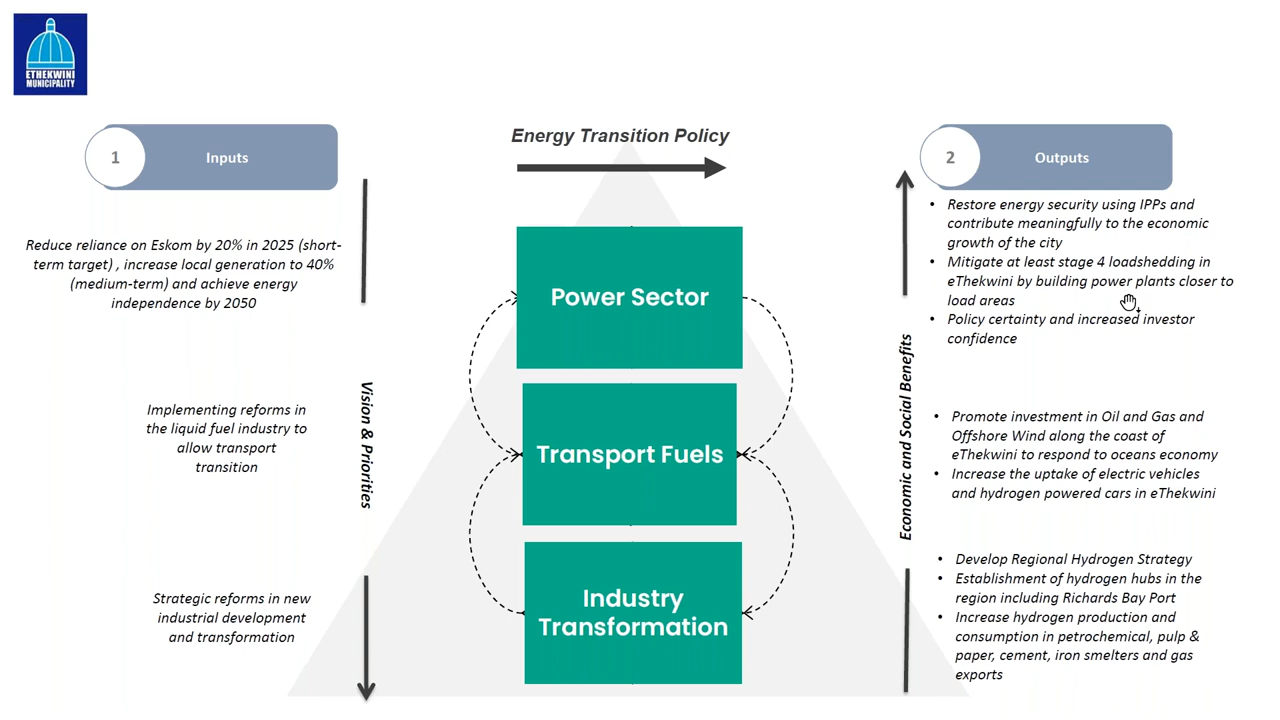 ETHEKWINI
MUNICIPALITY
Energy Transition Policy
1
Inputs
2
Outputs
Reduce reliance on Eskom by 20% in 2025 (short-
term target) , increase local generation to 40%
(medium-term) and achieve energy
independence by 2050
Implementing reforms in
the liquid fuel industry to
allow transport
transition
Strategic reforms in new
industrial development
and transformation
Vision & Priorities
Power Sector
Transport Fuels
Industry
Transformation
Economic and Social Benefits
• Restore energy security using IPPs and
contribute meaningfully to the economic
growth of the city
• Mitigate at least stage 4 loadshedding in
eThekwini by building power plants closer to
load areas
• Policy certainty and increased investor
confidence
• Promote investment in Oil and Gas and
Offshore Wind along the coast of
eThekwini to respond to oceans economy
• Increase the uptake of electric vehicles
and hydrogen powered cars in eThekwini
• Develop Regional Hydrogen Strategy
• Establishment of hydrogen hubs in the
region including Richards Bay Port
• Increase hydrogen production and
consumption in petrochemical, pulp &
paper, cement, iron smelters and gas
exports